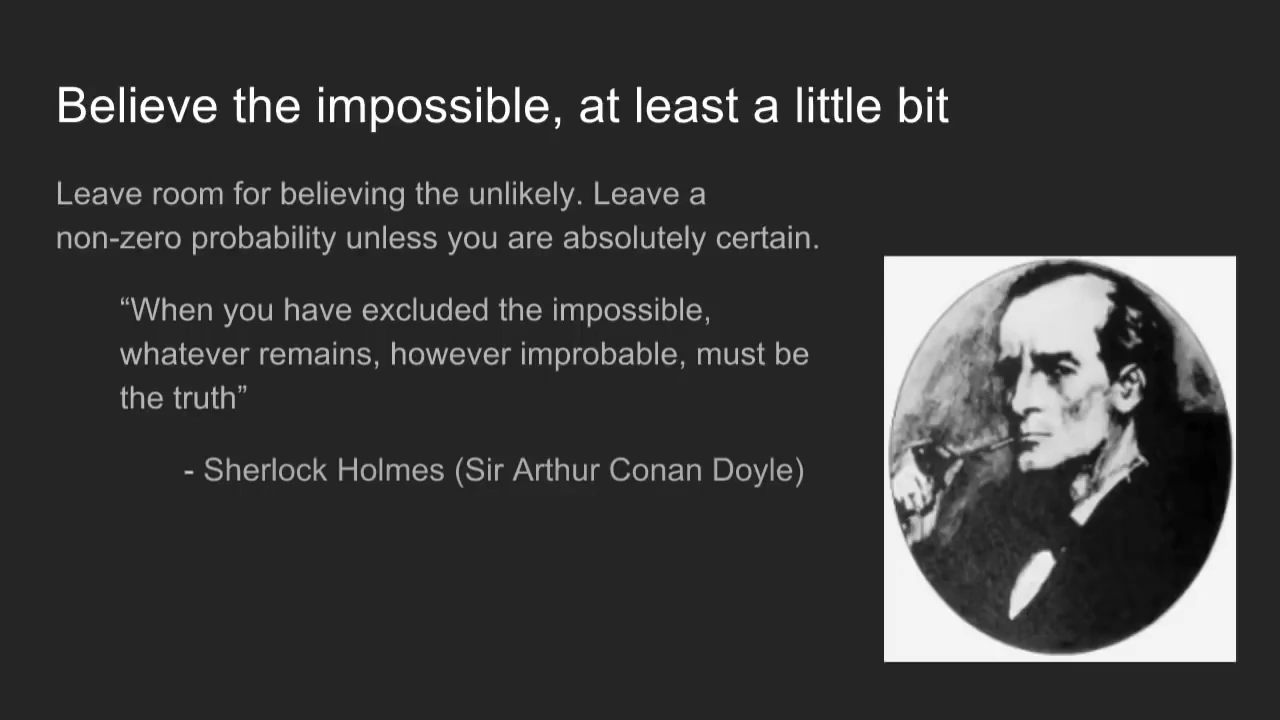 Believe the impossible, at least a little bit
Leave room for believing the unlikely. Leave a
non-zero probability unless you are absolutely certain.
“When you have excluded the impossible,
whatever remains, however improbable, must be
the truth”
- Sherlock Holmes (Sir Arthur Conan Doyle)